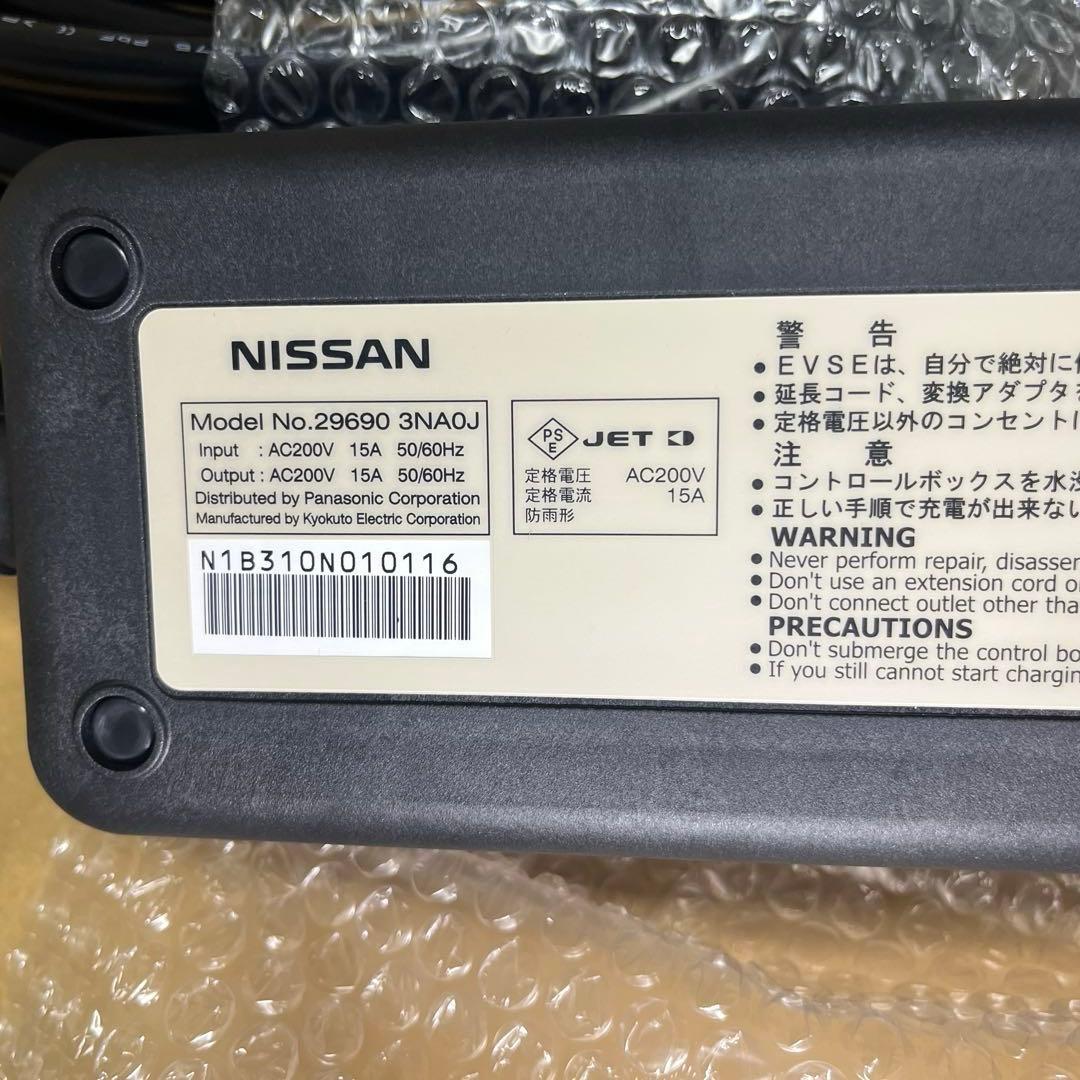 NISSAN
Model No.29690 3NA0J
Input : AC200V 15A 50/60Hz
Output : AC200V 15A 50/60Hz
Distributed by Panasonic Corporation
Manufactured by Kyokuto Electric Corporation
N1B310N010116
PS
E
JET
定格電圧 AC200V
定格電流 15A
防雨形
警 告
● EVSEは、自分で絶対に
● 延長コード、変換アダプタ
● 定格電圧以外のコンセントに
注 意
● コントロールボックスを水
● 正しい手順で充電が出来ない
WARNING
● Never perform repair,
● Don't use an extension cord
● Don't connect outlet other
PRECAUTIONS
● Don't submerge the control
● If you still cannot start